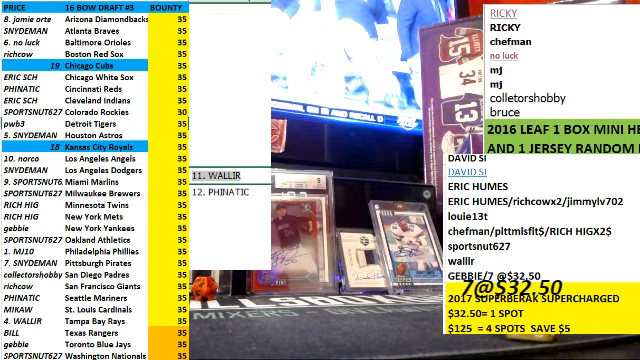 PRICE 16 BOW DRAFT #3 BOUNTY
8. jamie orte Arizona Diamondbacks 35
SNYDEMAN Atlanta Braves 35
6. no luck Baltimore Orioles 35
richcow Boston Red Sox 35
19 Chicago Cubs
ERIC SCH Chicago White Sox 35
PHINATIC Cincinnati Reds 35
ERIC SCH Cleveland Indians 35
SPORTSNUT627 Colorado Rockies 30
pwb3 Detroit Tigers 35
5. SNYDEMAN Houston Astros 35
18 Kansas City Royals
10. norco Los Angeles Angels 35
SNYDEMAN Los Angeles Dodgers 35
9. SPORTSNUT6 Miami Marlins 35
SPORTSNUT627 Milwaukee Brewers 35
RICH HIG Minnesota Twins 35
RICH HIG New York Mets 35
gebbie New York Yankees 35
SPORTSNUT627 Oakland Athletics 35
1. MJ10 Philadelphia Phillies 35
7. SNYDEMAN Pittsburgh Pirates 35
collectorshobby San Diego Padres 35
richcow San Francisco Giants 35
PHINATIC Seattle Mariners 35
MIKAW St. Louis Cardinals 35
4. WALLIR Tampa Bay Rays 35
BILL Texas Rangers 35
gebbie Toronto Blue Jays 35
SPORTSNUT627 Washington Nationals 35
11. WALLIR
12. PHINATIC
15
34
13
RICKY
RICKY
chefman
no luck
mj
mj
colletorshobby
bruce
2016 LEAF 1 BOX MINI HE
AND 1 JERSEY RANDOM
DAVID SI
DAVID SI
ERIC HUMES
ERIC HUMES/richcowx2/jimmylv702
louie13t
chefman/pittmlsflt$/RICH HIGX2$
sportsnut627
wallir
GEBBIE/7 @$32.50
7@$32.50
2017 SUPERBERAK SUPERCHARGED
$32.50= 1 SPOT
$125 = 4 SPOTS SAVE $5